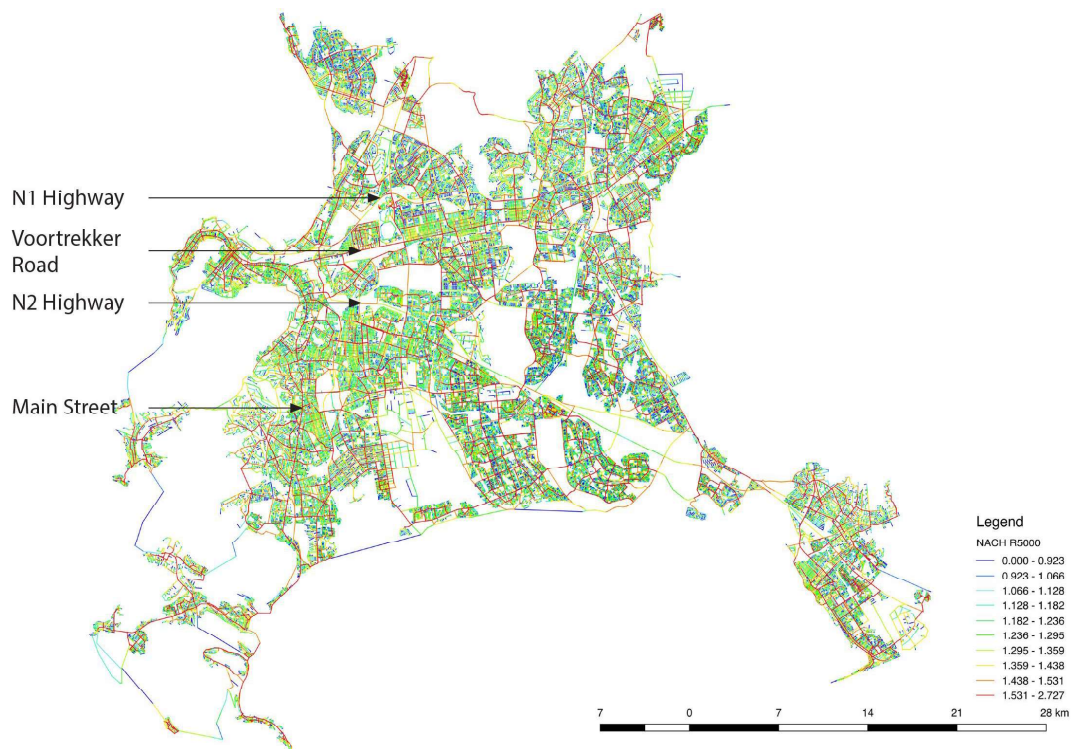 N1 Highway
Voortrekker
Road
N2 Highway
Main Street
Legend
NACH R5000
0.000 - 0.923
0.923 - 1.066
1.066 - 1.128
1.128 - 1.182
1.182 - 1.236
1.236 - 1.295
1.295 - 1.359
1.359 - 1.438
1.438 - 1.531
1.531 - 2.727
7 0 7 14 21 28 km